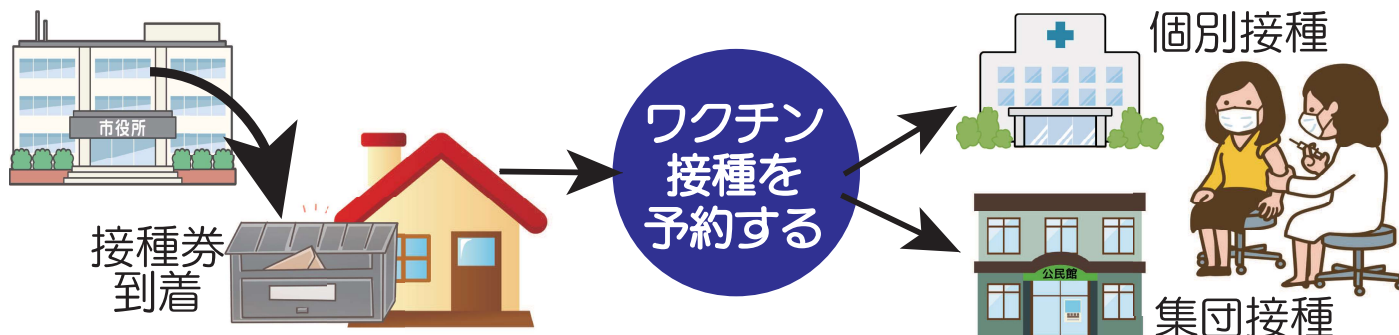 市役所
接種券
到着
ワクチン
接種を
予約する
個別接種
公民館
集団接種